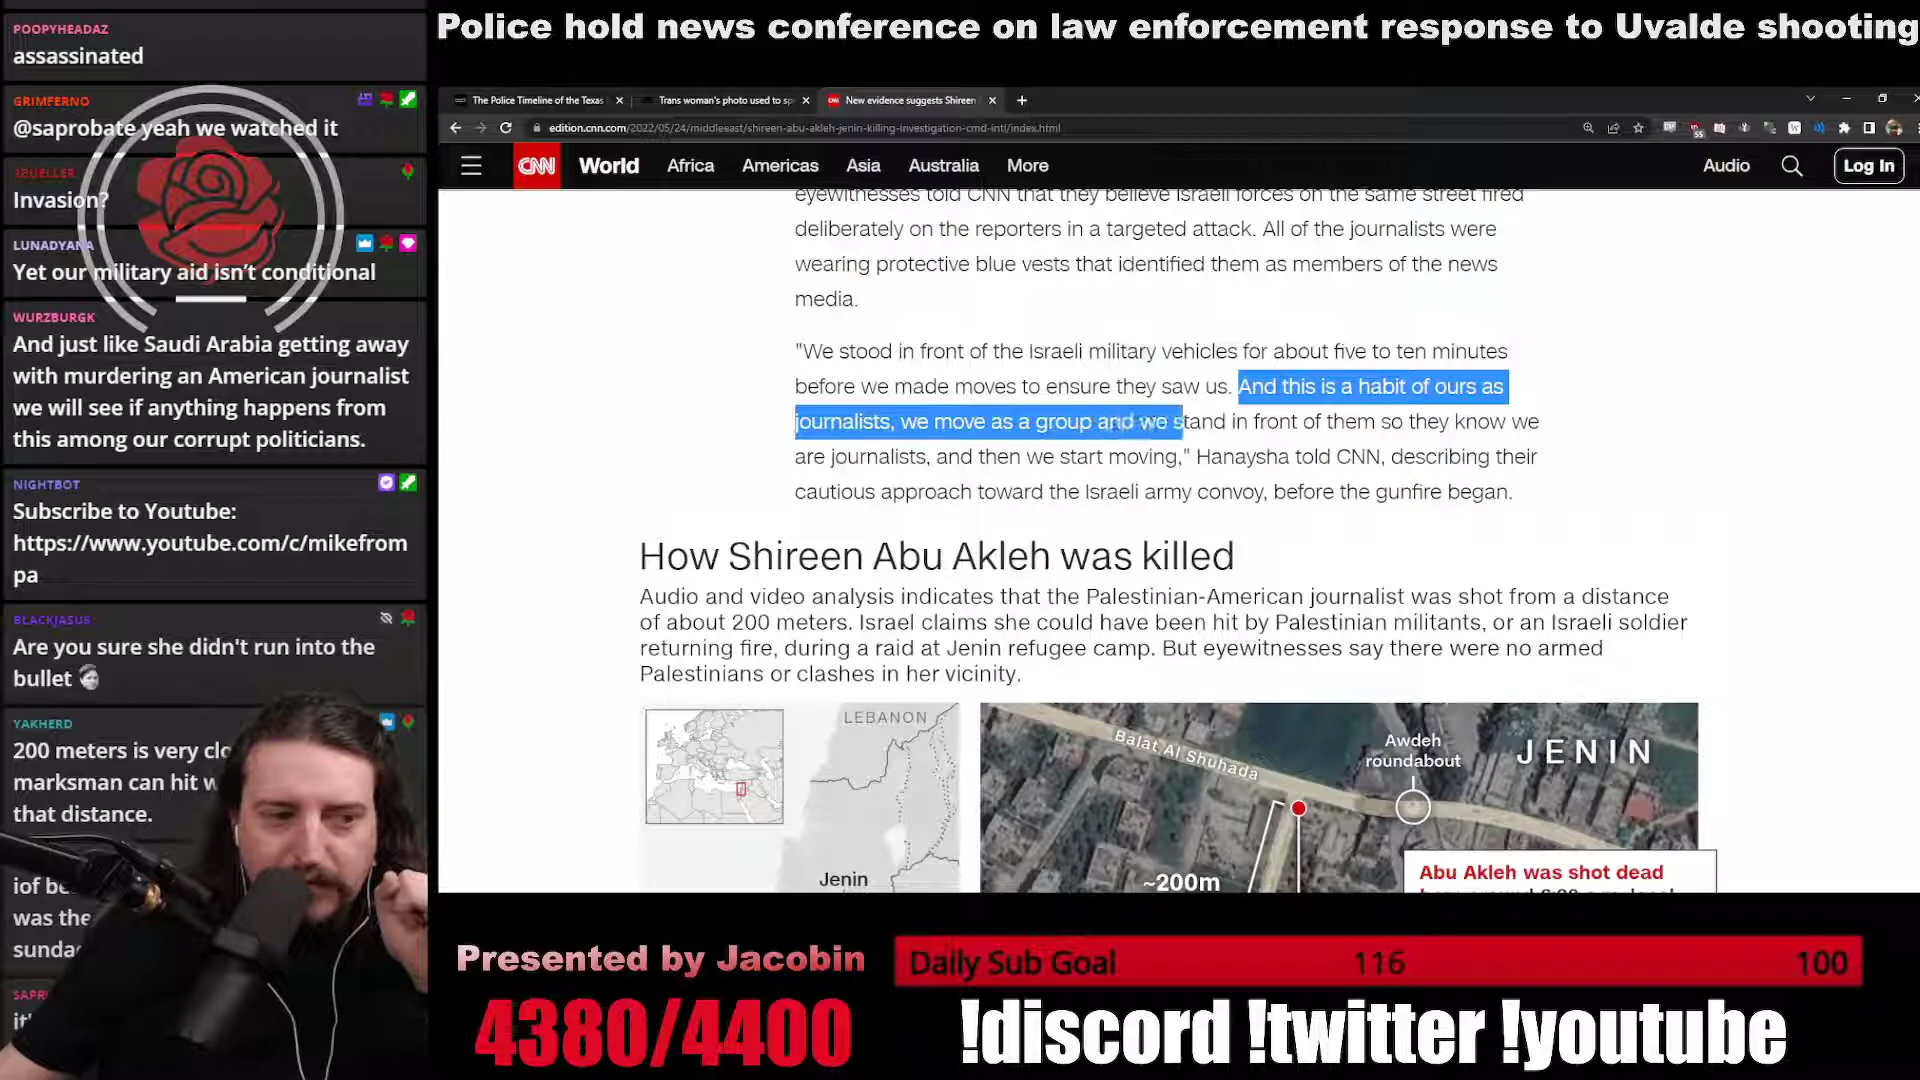 POOPYHEADAZ
assassinated
GRIMFERNO
@saprobate yeah we watched it
Invasion?
LUNADYANA
Yet our military aid isn't conditional
WURZBURGK
And just like Saudi Arabia getting away
with murdering an American journalist
we will see if anything happens from
this among our corrupt politicians.
NIGHTBOT
Subscribe to Youtube:
https://www.youtube.com/c/mikefrom
pa
BLACKJASUS
Are you sure she didn't run into the
bullet
YAKHERD
200 meters is very
marksman can hit
that distance.
iof
was
Police hold news conference on law enforcement response to Uvalde shooting
The Police Timeline of the Texas
Trans woman's photo used to sp
New evidence suggests Shireen
edition.cnn.com/2022/05/24/middleeast/shireen-abu-akleh-jenin-killing-investigation-cmd-intl/index.html
CNN World Africa Americas Asia Australia More Audio Log In
eyewitnesses told CNN that they believe Israeli forces on the same street fired
deliberately on the reporters in a targeted attack. All of the journalists were
wearing protective blue vests that identified them as members of the news
media.
"We stood in front of the Israeli military vehicles for about five to ten minutes
before we made moves to ensure they saw us. And this is a habit of ours as
journalists, we move as a group and we stand in front of them so they know we
are journalists, and then we start moving," Hanaysha told CNN, describing their
cautious approach toward the Israeli army convoy, before the gunfire began.
How Shireen Abu Akleh was killed
Audio and video analysis indicates that the Palestinian-American journalist was shot from a distance
of about 200 meters. Israel claims she could have been hit by Palestinian militants, or an Israeli soldier
returning fire, during a raid at Jenin refugee camp. But eyewitnesses say there were no armed
Palestinians or clashes in her vicinity.
LEBANON
Jenin
Balat Al Shuhada
Awdeh
roundabout
JENIN
~200m
Abu Akleh was shot dead
Presented by Jacobin
4380/4400
Daily Sub Goal 116 100
!discord !twitter !youtube